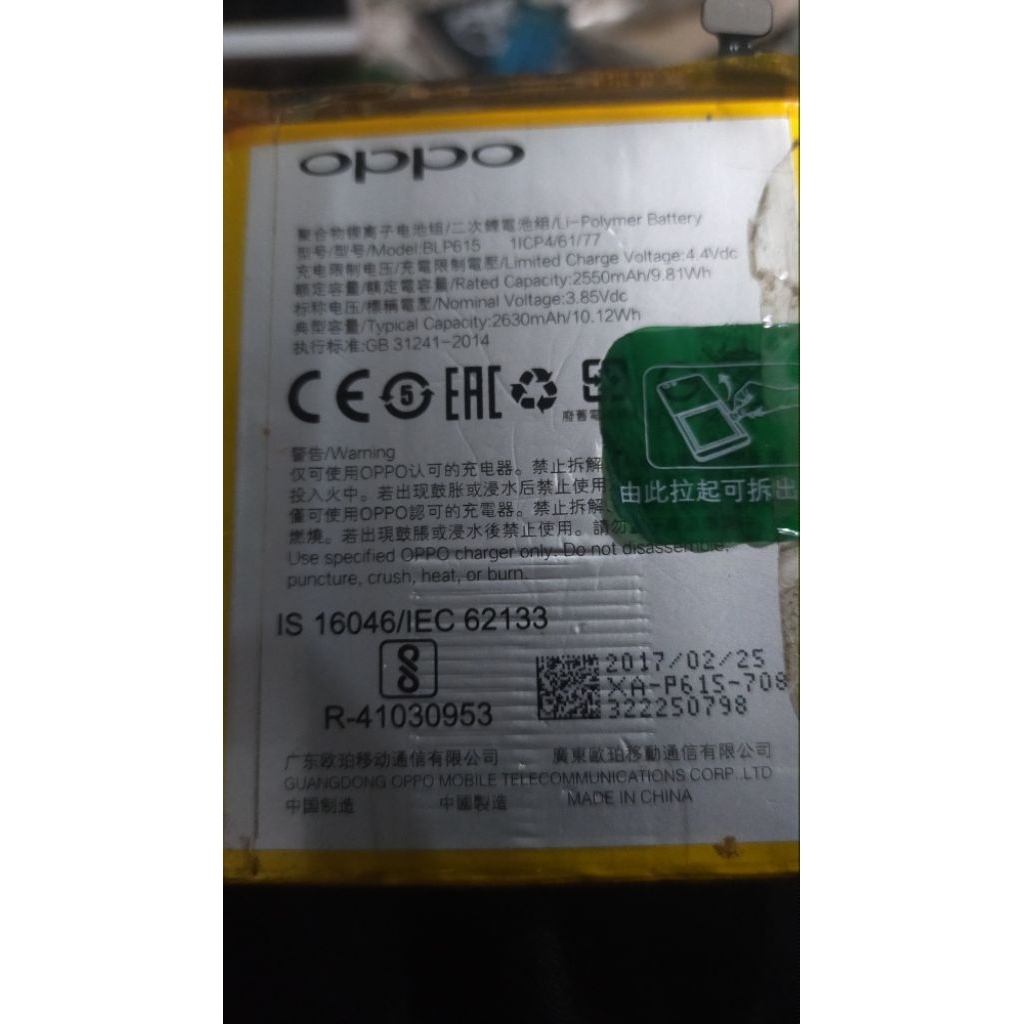 oppo
聚合物锂离子电池组/二次鋰電池组/Li-Polymer Battery
型号/型号/Model:BLP615 1ICP4/61/77
充电限制电压/充電限制電壓/Limited Charge Voltage:4.4Vdc
额定容量/額定電容量/Rated Capacity:2550mAh/9.81Wh
标称电压/標稱電壓/Nominal Voltage:3.85Vdc
典型容量/Typical Capacity:2630mAh/10.12Wh
执行标准:GB 31241-2014
CE 5 EAC
廢舊電
警告/Warning
仅可使用OPPO认可的充电器。禁止拆解
投入火中。若出现鼓胀或浸水后禁止使用
僅可使用OPPO認可的充電器。禁止拆解、
燃燒。若出現鼓脹或浸水後禁止使用。請勿
Use specified OPPO charger only. Do not disassemble,
puncture, crush, heat, or burn.
由此拉起可拆出
IS 16046/IEC 62133
R-41030953
2017/02/25
XA-P615-708
322250798
广东欧珀移动通信有限公司 廣東歐珀移動通信有限公司
GUANGDONG OPPO MOBILE TELECOMMUNICATIONS CORP. LTD
中国制造 中國製造 MADE IN CHINA